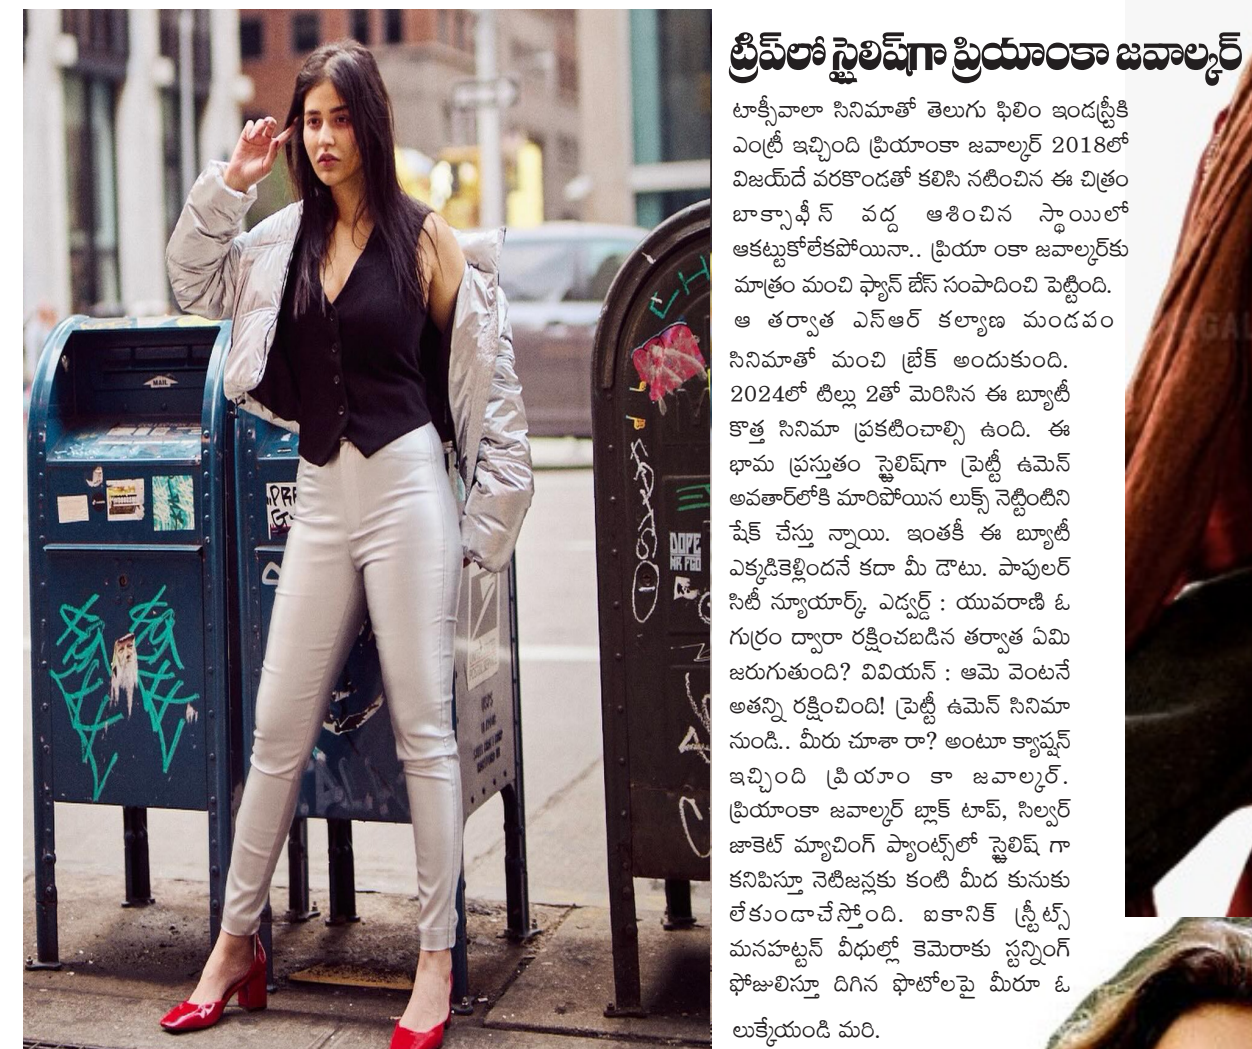 ట్రిప్‌లో స్టైలిష్‌గా ప్రియాంకా జవాల్కర్
టాక్సీవాలా సినిమాతో తెలుగు ఫిలిం ఇండస్ట్రీకి
ఎంట్రీ ఇచ్చింది ప్రియాంకా జవాల్కర్ 2018లో
విజయ్‌దే వరకొండతో కలిసి నటించిన ఈ చిత్రం
బాక్సాఫీ స్ వద్ద ఆశించిన స్థాయిలో
ఆకట్టుకోలేకపోయినా.. ప్రియా ంకా జవాల్కర్‌కు
మాత్రం మంచి ఫ్యాన్ బేస్ సంపాదించి పెట్టింది.
ఆ తర్వాత ఎస్ఆర్ కల్యాణ మండపం
సినిమాతో మంచి బ్రేక్ అందుకుంది.
2024లో టిల్లు 2తో మెరిసిన ఈ బ్యూటీ
కొత్త సినిమా ప్రకటించాల్సి ఉంది. ఈ
భామ ప్రస్తుతం స్టైలిష్‌గా ప్రెట్టీ ఉమెన్
అవతార్‌లోకి మారిపోయిన లుక్స్ నెట్టింటిని
షేక్ చేస్తు న్నాయి. ఇంతకీ ఈ బ్యూటీ
ఎక్కడికెళ్లిందనే కదా మీ డౌటు. పాపులర్
సిటీ న్యూయార్క్. ఎడ్వర్డ్ : యువరాణి ఓ
గుర్రం ద్వారా రక్షించబడిన తర్వాత ఏమి
జరుగుతుంది? వివియన్ : ఆమె వెంటనే
అతన్ని రక్షించింది! ప్రెట్టీ ఉమెన్ సినిమా
నుండి.. మీరు చూశా రా? అంటూ క్యాప్షన్
ఇచ్చింది ప్రియాం కా జవాల్కర్.
ప్రియాంకా జవాల్కర్ బ్లాక్ టాప్, సిల్వర్
జాకెట్ మ్యాచింగ్ ప్యాంట్స్‌లో స్టైలిష్ గా
కనిపిస్తూ నెటిజన్లకు కంటి మీద కునుకు
లేకుండాచేస్తోంది. ఐకానిక్ స్ట్రీట్స్
మనహట్టన్ వీధుల్లో కెమెరాకు స్టన్నింగ్
ఫోజులిస్తూ దిగిన ఫొటోలపై మీరూ ఓ
లుక్కేయండి మరి.
MAIL
DOPE